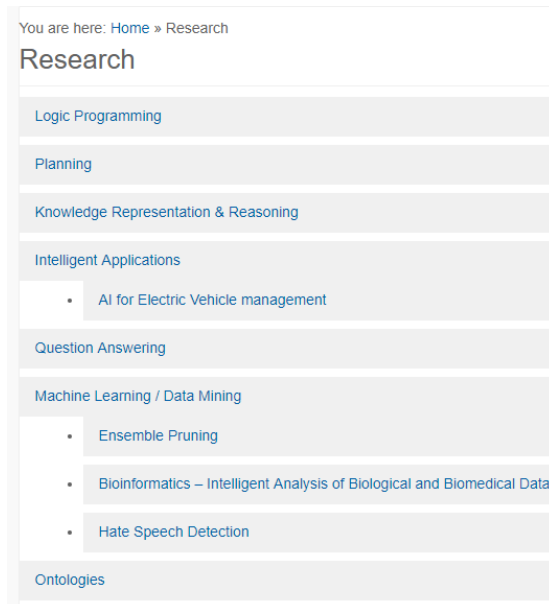 You are here: Home » Research
Research
Logic Programming
Planning
Knowledge Representation & Reasoning
Intelligent Applications
• AI for Electric Vehicle management
Question Answering
Machine Learning / Data Mining
• Ensemble Pruning
• Bioinformatics – Intelligent Analysis of Biological and Biomedical Data
• Hate Speech Detection
Ontologies